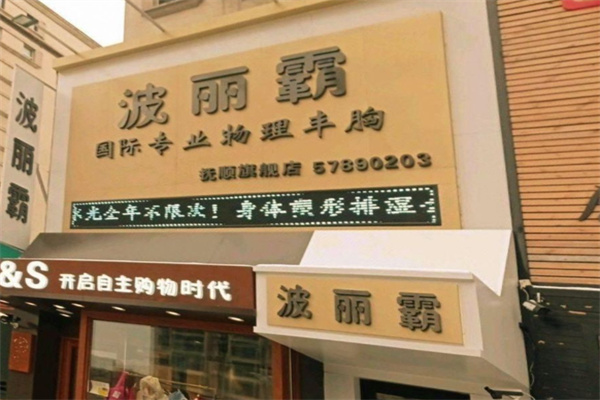 波丽霸
国际专业物理丰胸
抚顺旗舰店 57890203
水光全年不限次！身体塑形排湿
&S 开启自主购物时代
波丽霸
波丽霸